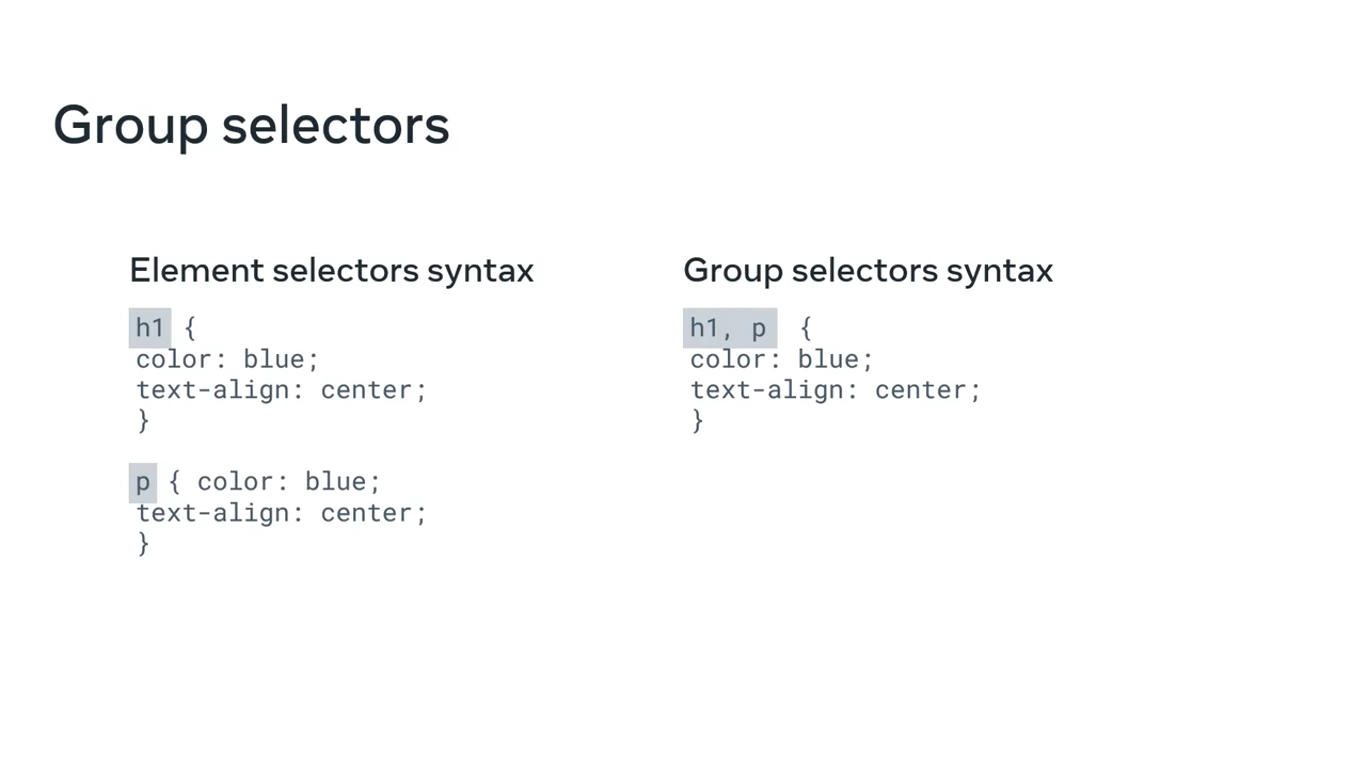 Group selectors
Element selectors syntax
h1 {
color: blue;
text-align: center;
}
p { color: blue;
text-align: center;
}
Group selectors syntax
h1, p {
color: blue;
text-align: center;
}